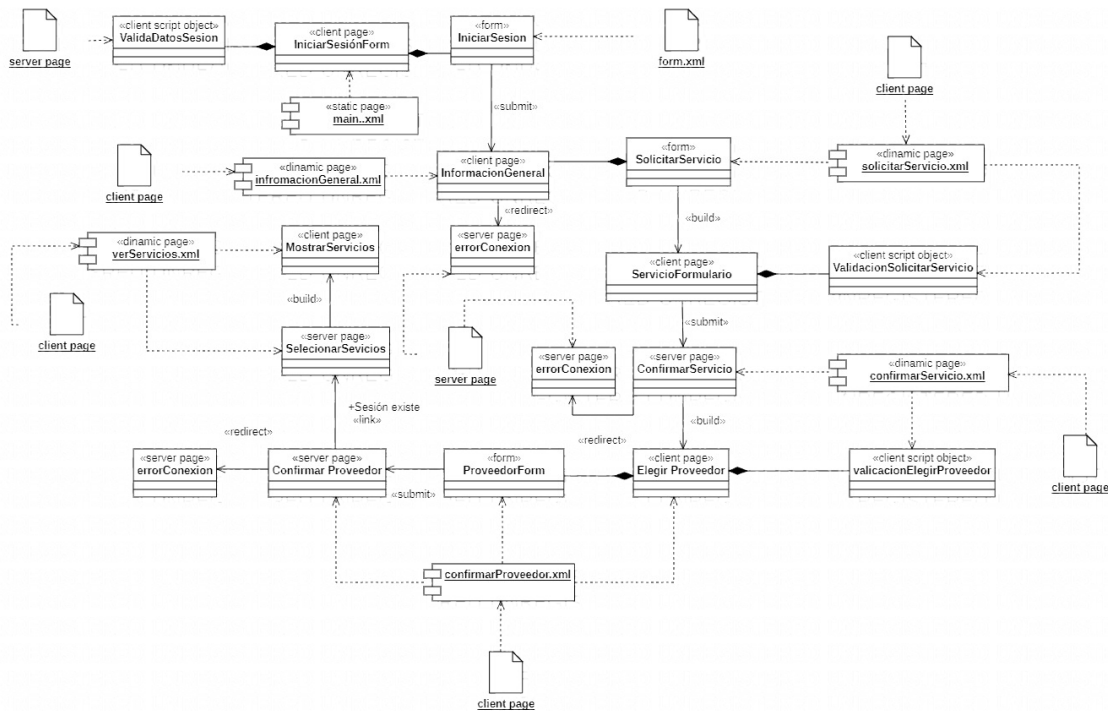 «client script object»
ValidaDatosSesion
«client page»
IniciarSesiónForm
«form»
IniciarSesion
server page
form.xml
client page
«static page»
main..xml
«submit»
«form»
SolicitarServicio
«dinamic page»
solicitarServicio.xml
«client page»
InformacionGeneral
«dinamic page»
infromacionGeneral.xml
client page
«redirect»
«build»
«dinamic page»
verServicios.xml
«client page»
MostrarServicios
«server page»
errorConexion
«client page»
ServicioFormulario
«client script object»
ValidacionSolicitarServicio
«build»
client page
«submit»
«server page»
SelecionarSevicios
server page
«server page»
errorConexion
«server page»
ConfirmarServicio
«dinamic page»
confirmarServicio.xml
+Sesión existe
«link»
«build»
«redirect»
«redirect»
«server page»
errorConexion
«server page»
Confirmar Proveedor
«form»
ProveedorForm
«client page»
Elegir Proveedor
«client script object»
valicacionElegirProveedor
client page
«submit»
confirmarProveedor.xml
client page